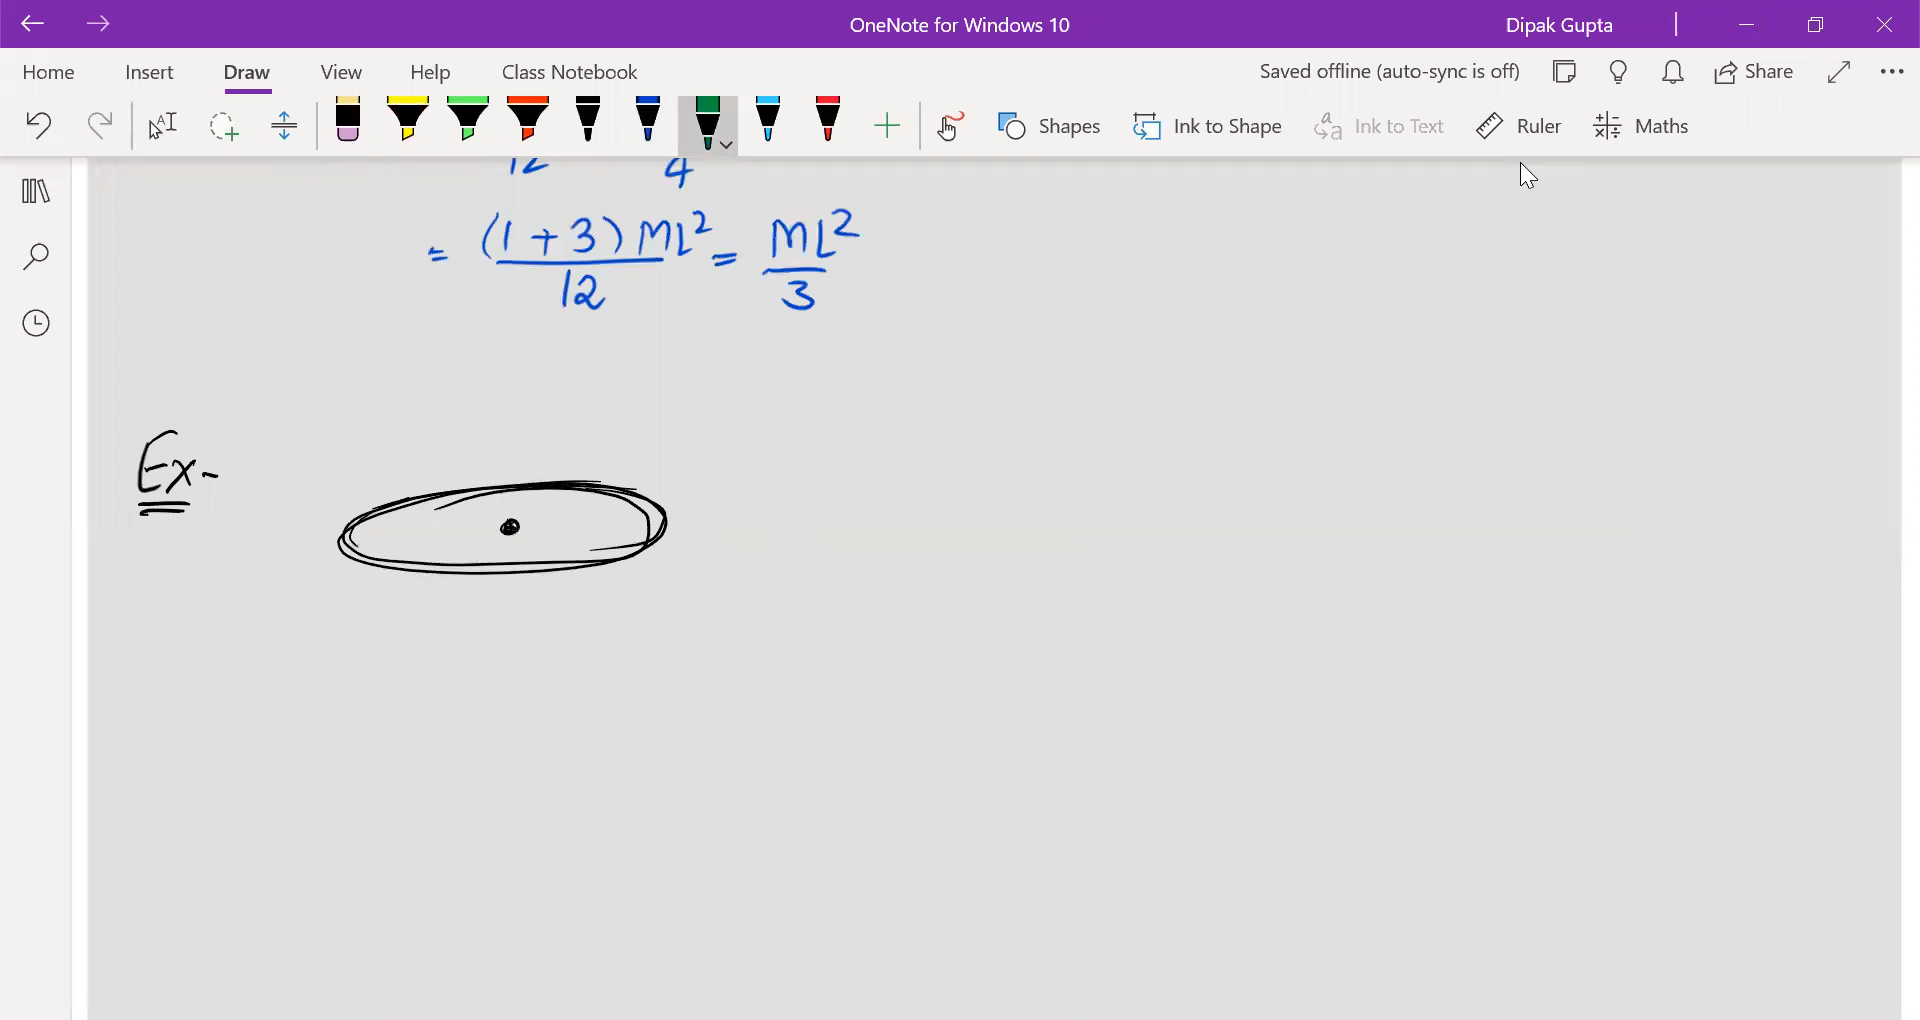 OneNote for Windows 10
Dipak Gupta
Home Insert Draw View Help Class Notebook
Saved offline (auto-sync is off) Share
Shapes Ink to Shape Ink to Text Ruler Maths
12 4
= (1 + 3) ML² / 12 = ML² / 3
Ex-